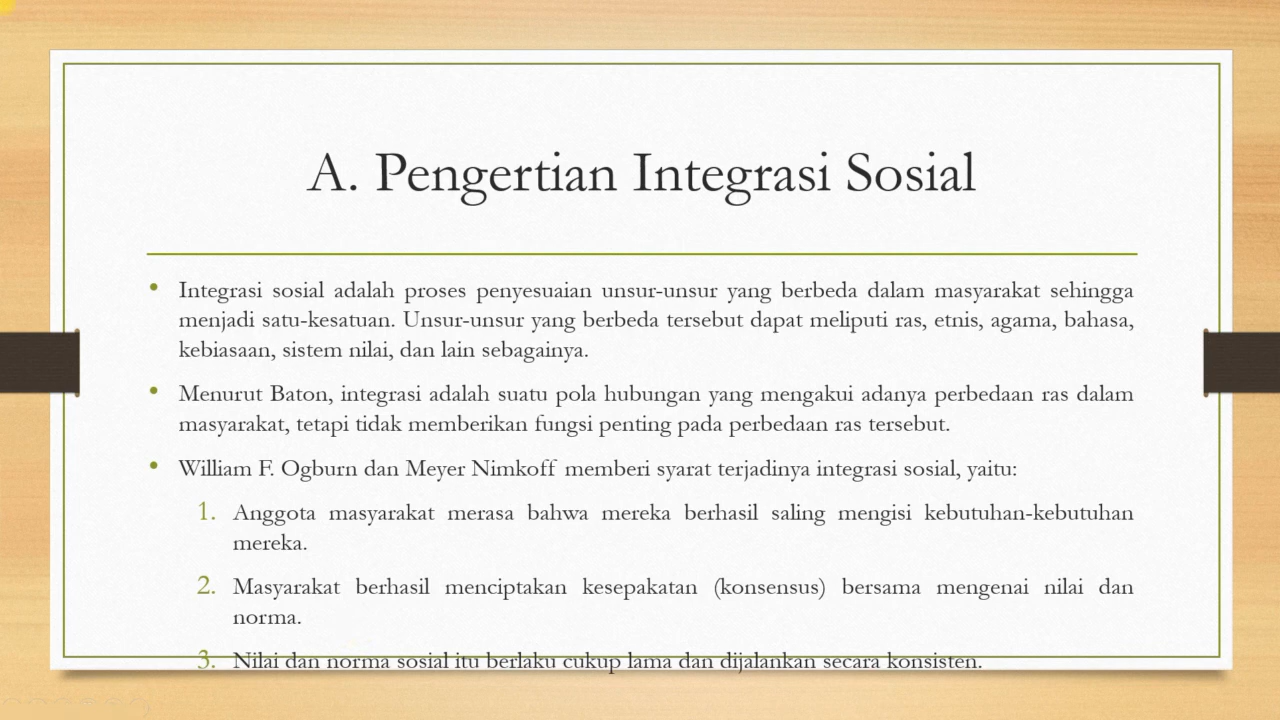 A. Pengertian Integrasi Sosial
• Integrasi sosial adalah proses penyesuaian unsur-unsur yang berbeda dalam masyarakat sehingga
menjadi satu-kesatuan. Unsur-unsur yang berbeda tersebut dapat meliputi ras, etnis, agama, bahasa,
kebiasaan, sistem nilai, dan lain sebagainya.
• Menurut Baton, integrasi adalah suatu pola hubungan yang mengakui adanya perbedaan ras dalam
masyarakat, tetapi tidak memberikan fungsi penting pada perbedaan ras tersebut.
• William F. Ogburn dan Meyer Nimkoff memberi syarat terjadinya integrasi sosial, yaitu:
1. Anggota masyarakat merasa bahwa mereka berhasil saling mengisi kebutuhan-kebutuhan
mereka.
2. Masyarakat berhasil menciptakan kesepakatan (konsensus) bersama mengenai nilai dan
norma.
3. Nilai dan norma sosial itu berlaku cukup lama dan dijalankan secara konsisten.